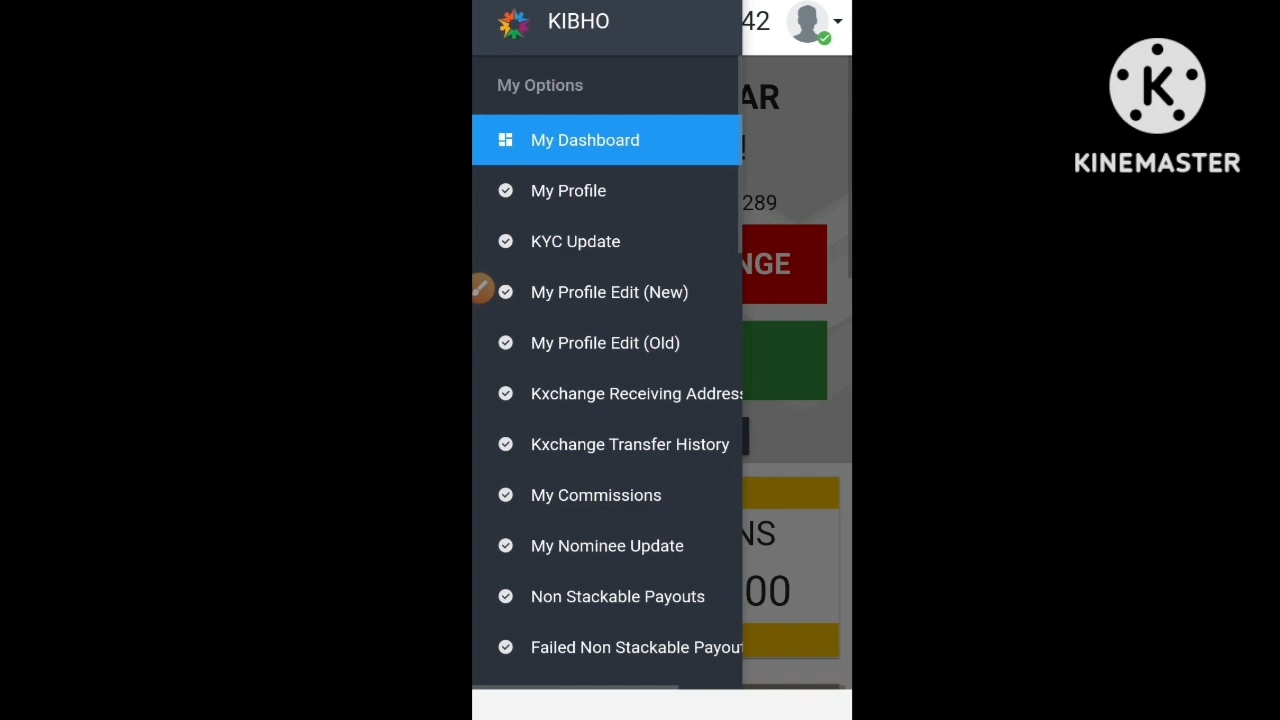 KIBHO
42
My Options
AR
My Dashboard
!
My Profile
289
KYC Update
NGE
My Profile Edit (New)
My Profile Edit (Old)
Kxchange Receiving Address
Kxchange Transfer History
My Commissions
NS
My Nominee Update
00
Non Stackable Payouts
Failed Non Stackable Payou
K
KINEMASTER